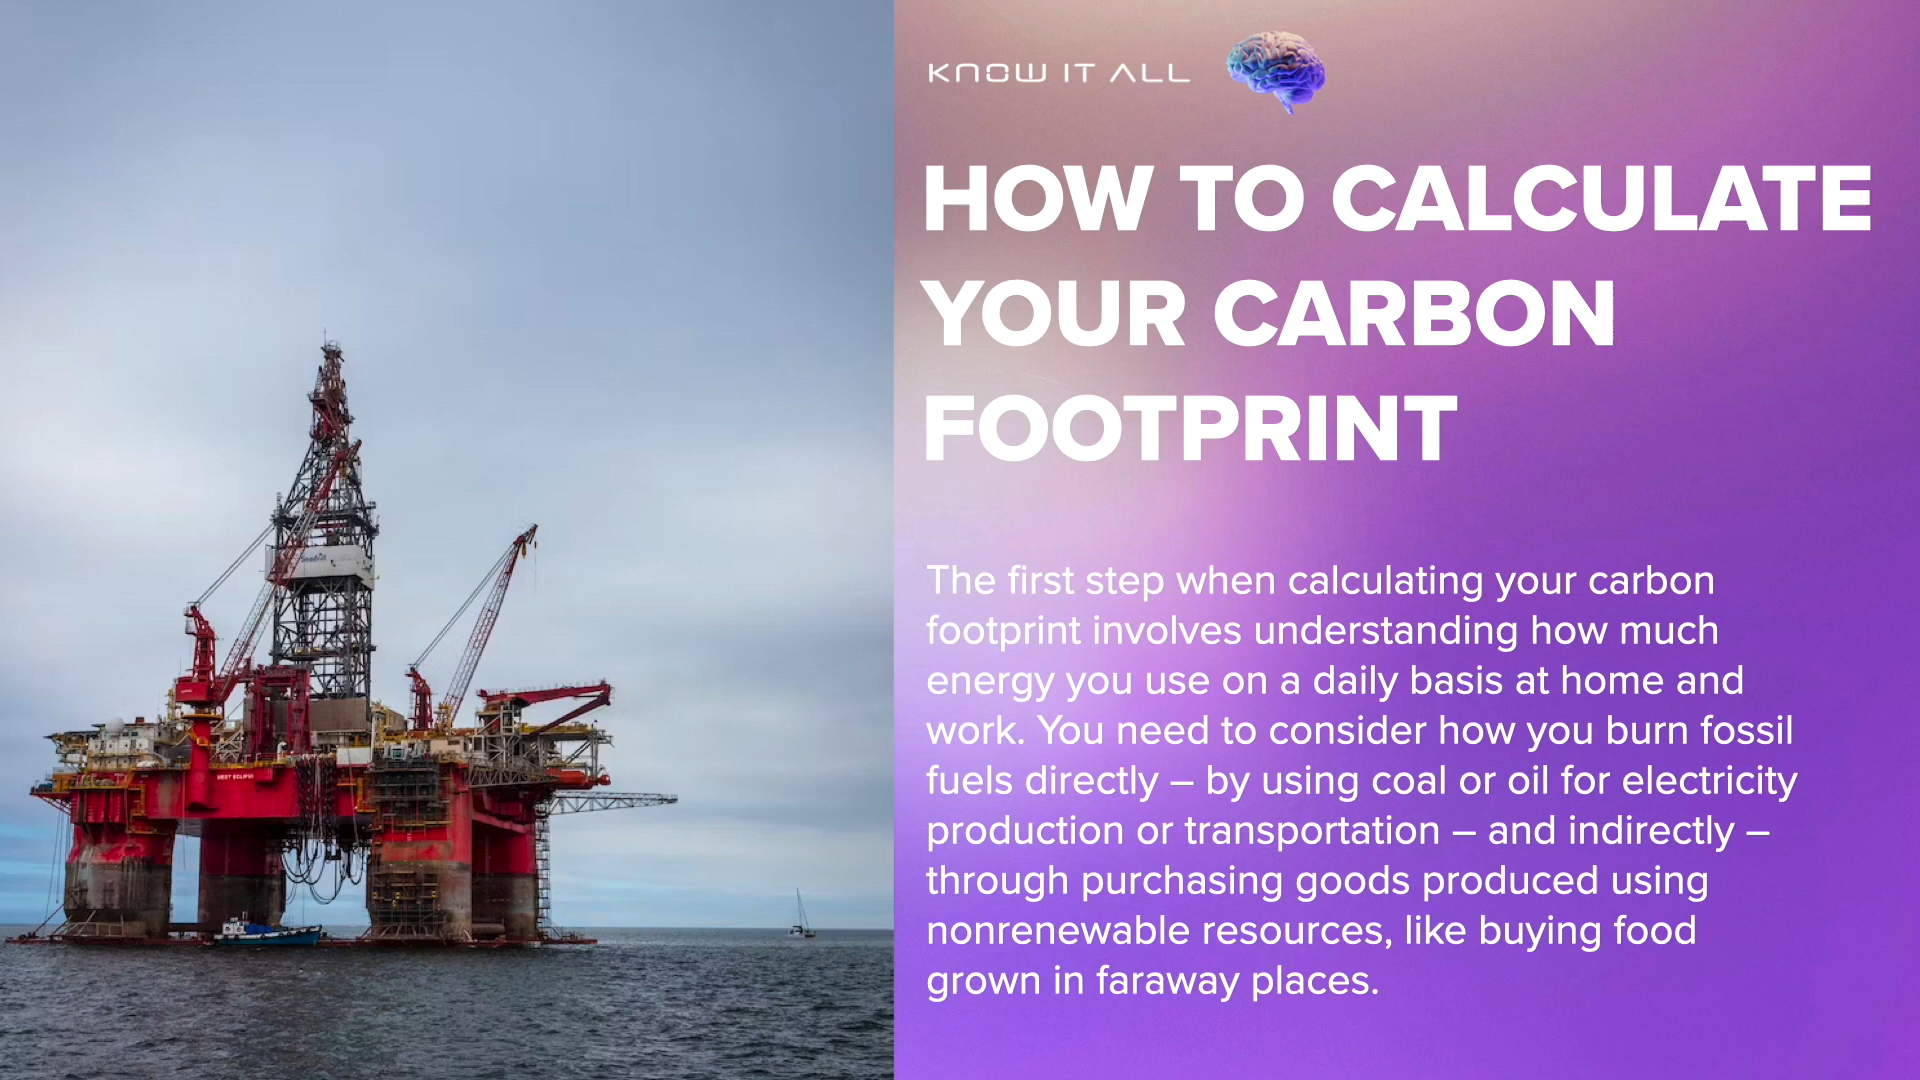 KNOW IT ALL
HOW TO CALCULATE
YOUR CARBON
FOOTPRINT
The first step when calculating your carbon
footprint involves understanding how much
energy you use on a daily basis at home and
work. You need to consider how you burn fossil
fuels directly – by using coal or oil for electricity
production or transportation – and indirectly –
through purchasing goods produced using
nonrenewable resources, like buying food
grown in faraway places.
Seadrill
WEST ECLIPSE